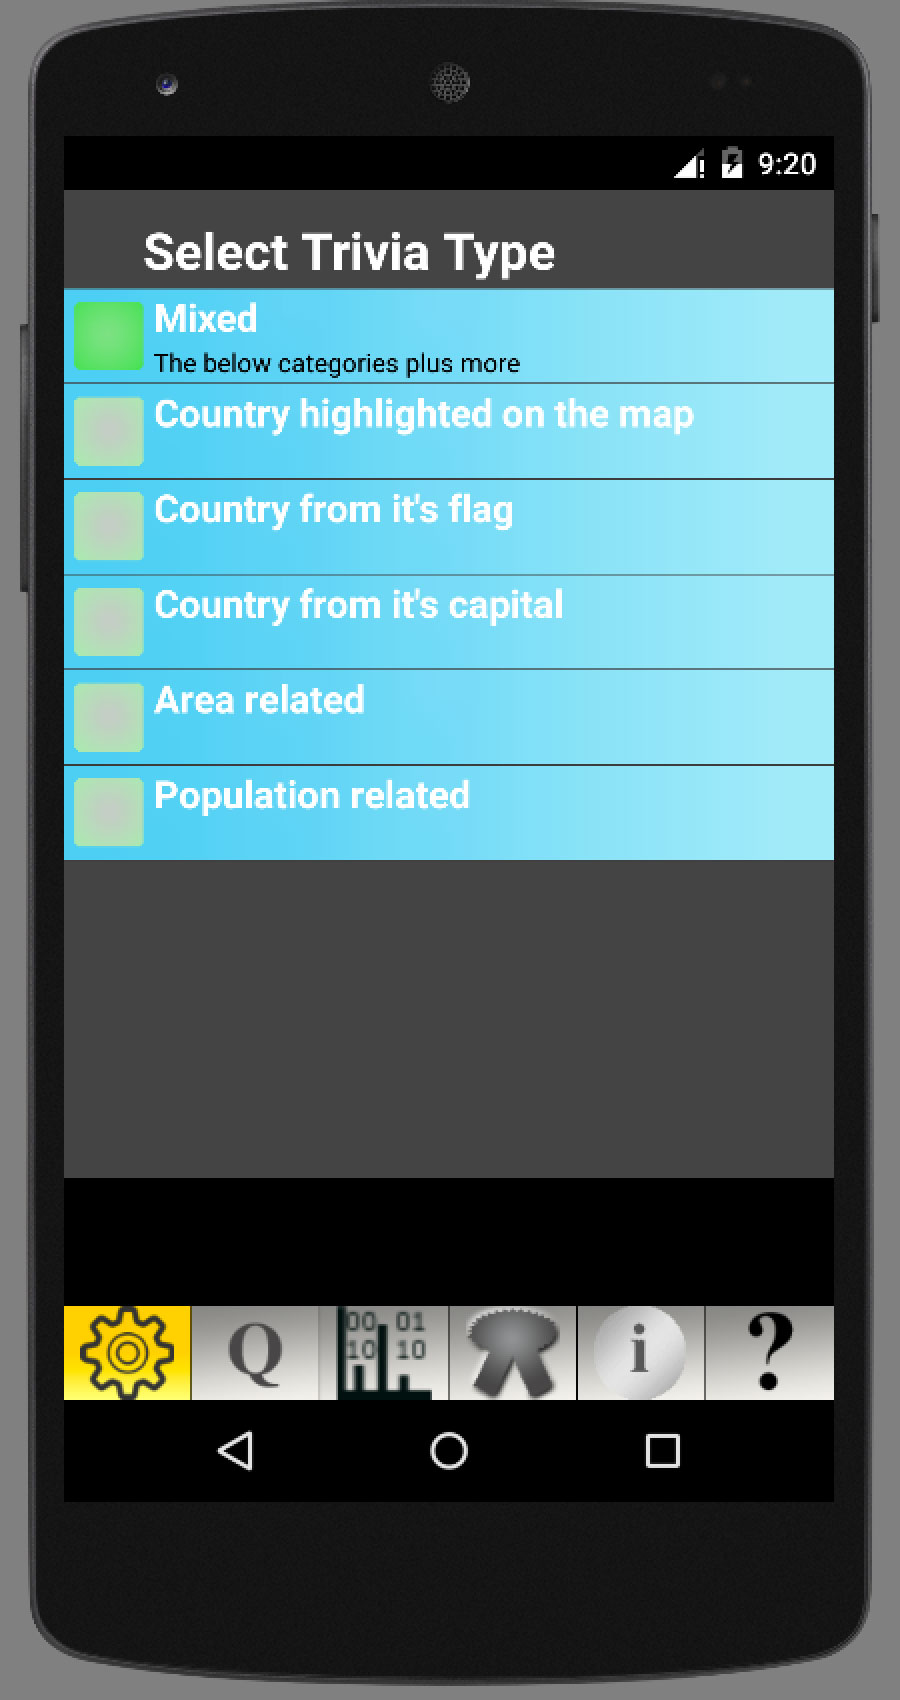 9:20
Select Trivia Type
Mixed
The below categories plus more
Country highlighted on the map
Country from it's flag
Country from it's capital
Area related
Population related
Q
00 01
10 10
i
?